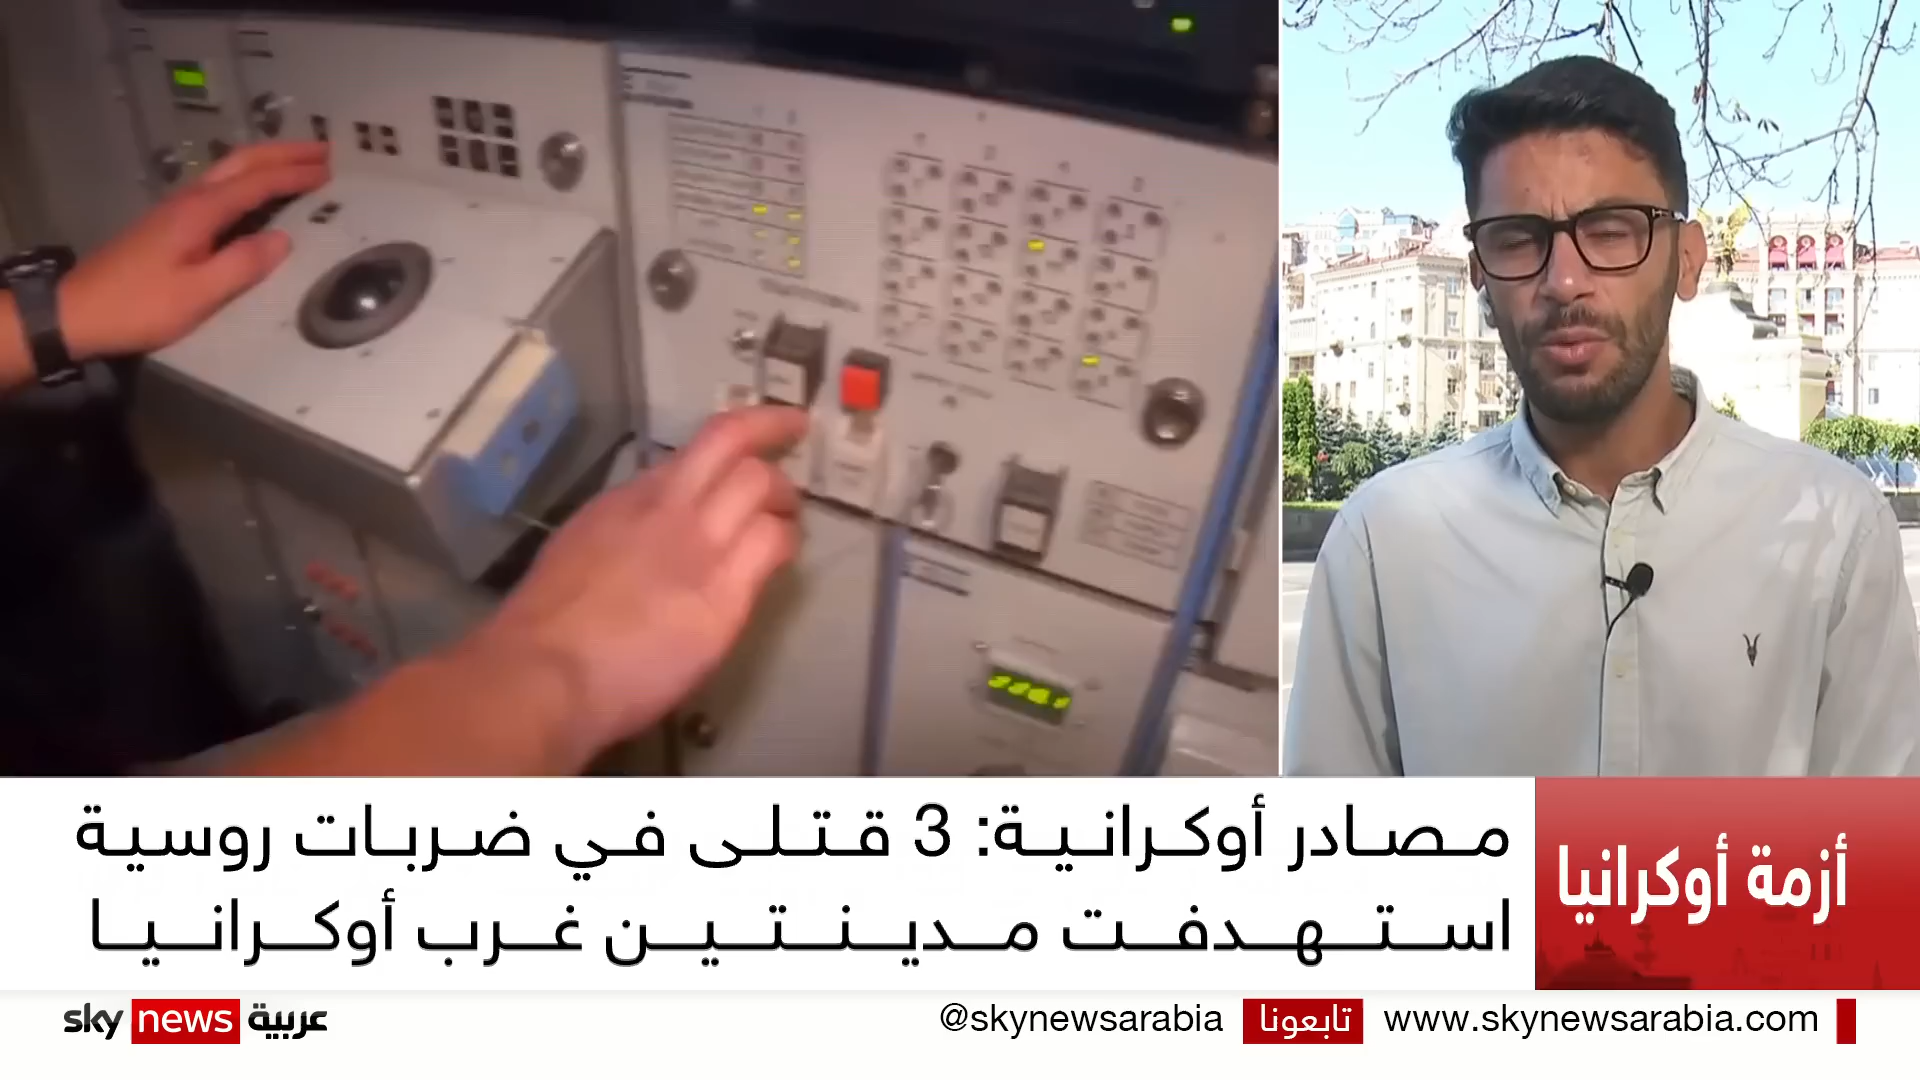 مصادر أوكرانية: 3 قتلى في ضربات روسية
استهدفت مدينتين غرب أوكرانيا
أزمة أوكرانيا
sky news عربية
@skynewsarabia تابعونا www.skynewsarabia.com